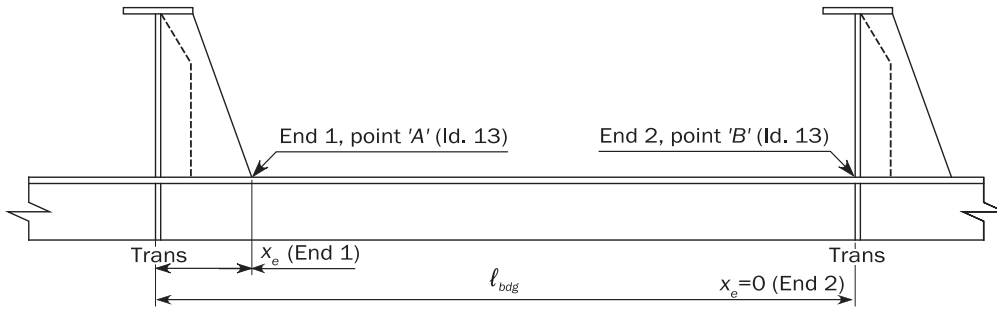 End 1, point 'A' (Id. 13)
End 2, point 'B' (Id. 13)
Trans
xₑ (End 1)
Trans
ℓbdg
xₑ=0 (End 2)